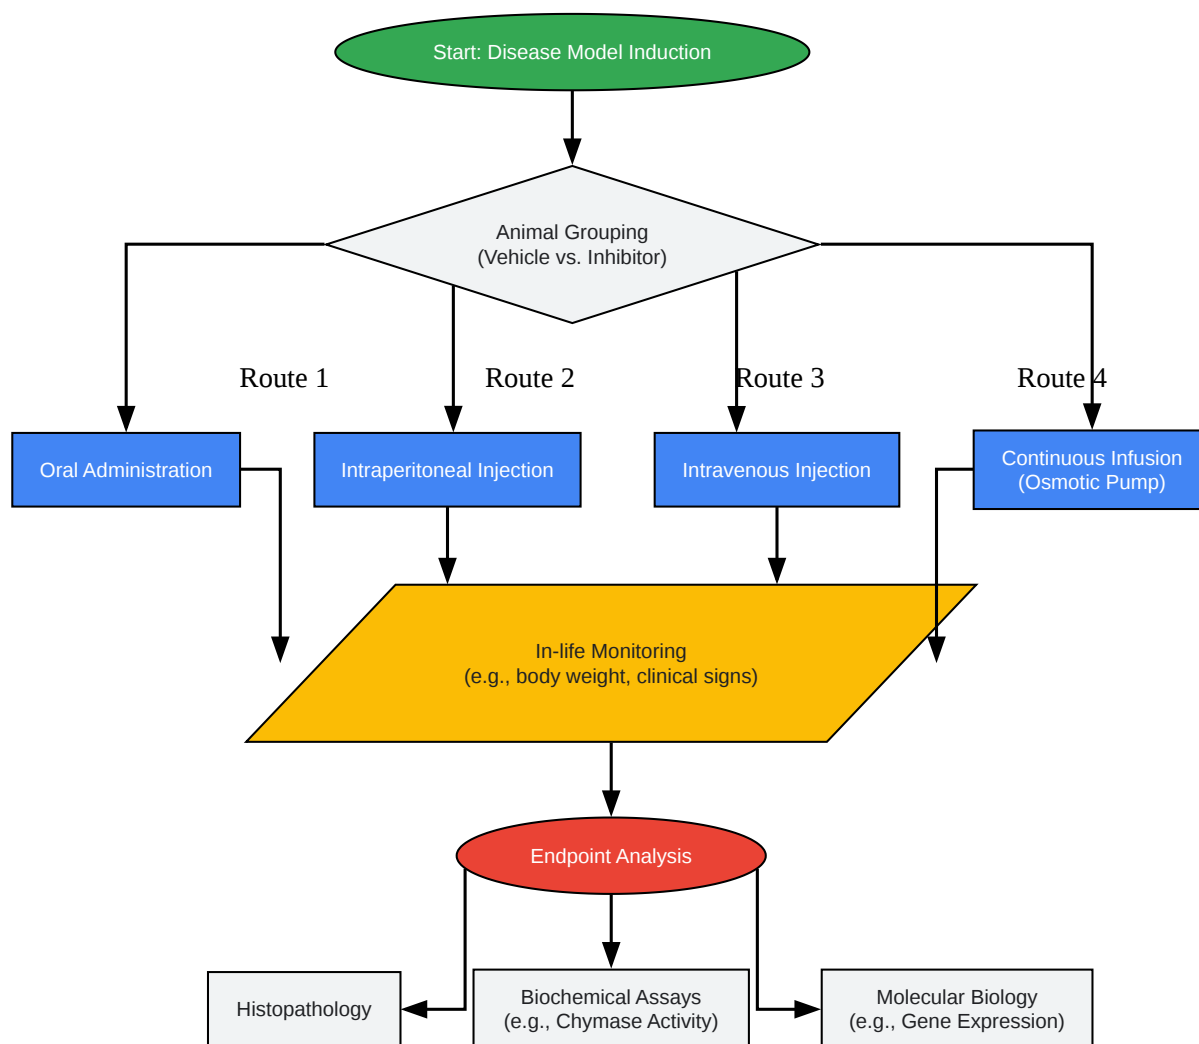 Start: Disease Model Induction
Animal Grouping
(Vehicle vs. Inhibitor)
Route 1
Route 2
Route 3
Route 4
Oral Administration
Intraperitoneal Injection
Intravenous Injection
Continuous Infusion
(Osmotic Pump)
In-life Monitoring
(e.g., body weight, clinical signs)
Endpoint Analysis
Histopathology
Biochemical Assays
(e.g., Chymase Activity)
Molecular Biology
(e.g., Gene Expression)